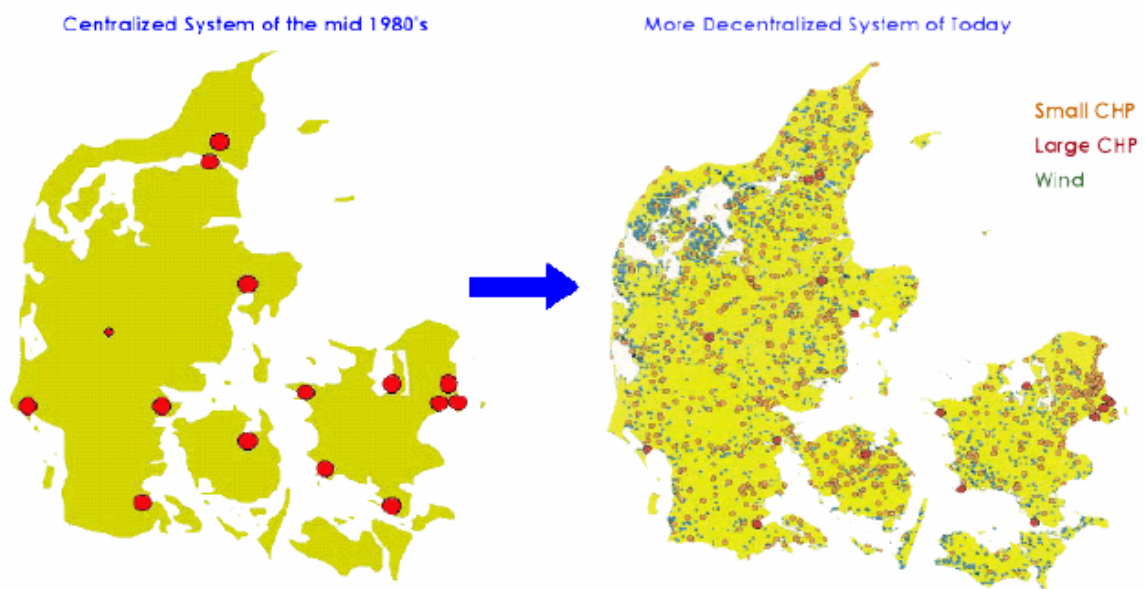 Centralized System of the mid 1980's
More Decentralized System of Today
Small CHP
Large CHP
Wind